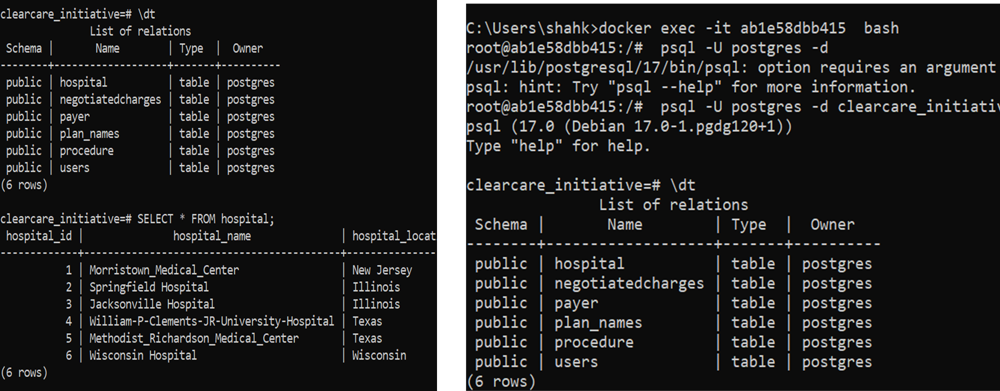 clearcare_initiative=# \dt
List of relations
Schema | Name | Type | Owner
--------+-------------------+-------+----------
public | hospital | table | postgres
public | negotiatedcharges | table | postgres
public | payer | table | postgres
public | plan_names | table | postgres
public | procedure | table | postgres
public | users | table | postgres
(6 rows)
clearcare_initiative=# SELECT * FROM hospital;
hospital_id | hospital_name | hospital_locat
-------------+------------------------------------------+---------------
1 | Morristown_Medical_Center | New Jersey
2 | Springfield Hospital | Illinois
3 | Jacksonville Hospital | Illinois
4 | William-P-Clements-JR-University-Hospital | Texas
5 | Methodist_Richardson_Medical_Center | Texas
6 | Wisconsin Hospital | Wisconsin
(6 rows)
C:\Users\shahk>docker exec -it ab1e58dbb415 bash
root@ab1e58dbb415:/# psql -U postgres -d
/usr/lib/postgresql/17/bin/psql: option requires an argument
psql: hint: Try "psql --help" for more information.
root@ab1e58dbb415:/# psql -U postgres -d clearcare_initiativ
psql (17.0 (Debian 17.0-1.pgdg120+1))
Type "help" for help.
clearcare_initiative=# \dt
List of relations
Schema | Name | Type | Owner
--------+-------------------+-------+----------
public | hospital | table | postgres
public | negotiatedcharges | table | postgres
public | payer | table | postgres
public | plan_names | table | postgres
public | procedure | table | postgres
public | users | table | postgres
(6 rows)